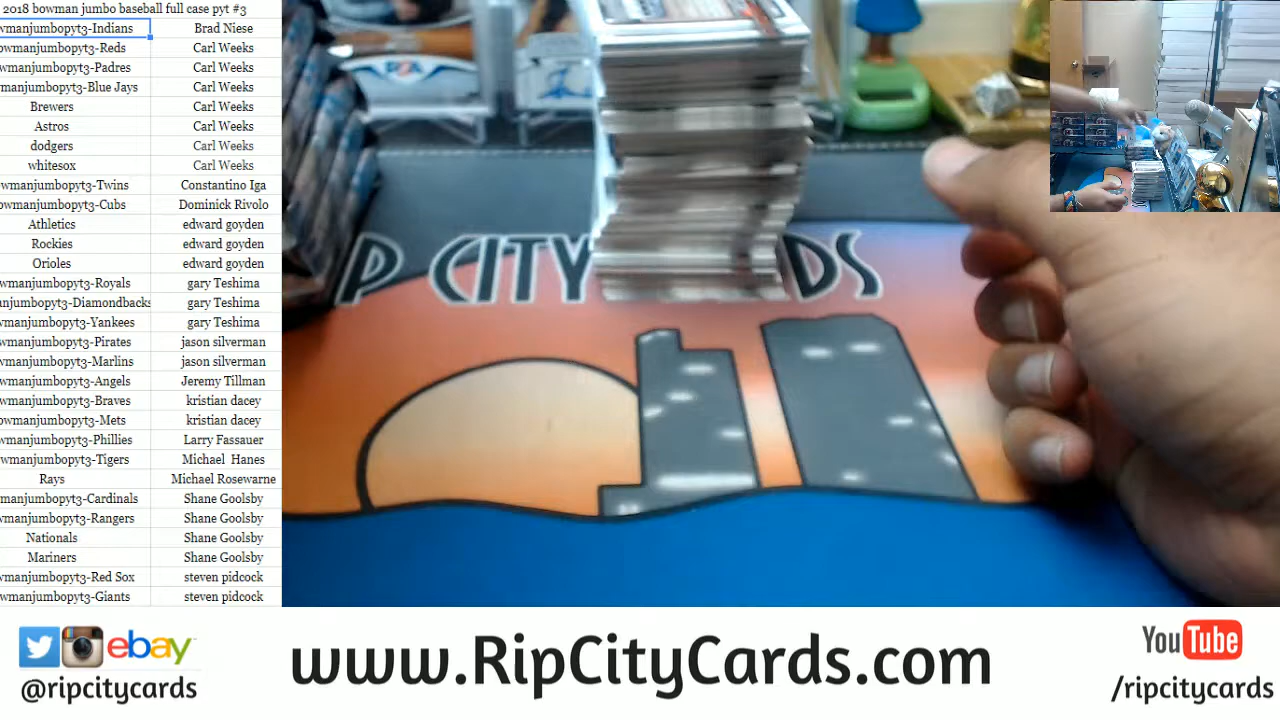 2018 bowman jumbo baseball full case pyt #3
wmanjumbopyt3-Indians Brad Niese
owmanjumbopyt3-Reds Carl Weeks
owmanjumbopyt3-Padres Carl Weeks
manjumbopyt3-Blue Jays Carl Weeks
Brewers Carl Weeks
Astros Carl Weeks
dodgers Carl Weeks
whitesox Carl Weeks
owmanjumbopyt3-Twins Constantino Iga
owmanjumbopyt3-Cubs Dominick Rivolo
Athletics edward goyden
Rockies edward goyden
Orioles edward goyden
wmanjumbopyt3-Royals gary Teshima
anjumbopyt3-Diamondbacks gary Teshima
wmanjumbopyt3-Yankees gary Teshima
wmanjumbopyt3-Pirates jason silverman
wmanjumbopyt3-Marlins jason silverman
wmanjumbopyt3-Angels Jeremy Tillman
wmanjumbopyt3-Braves kristian dacey
owmanjumbopyt3-Mets kristian dacey
wmanjumbopyt3-Phillies Larry Fassauer
wmanjumbopyt3-Tigers Michael Hanes
Rays Michael Rosewarne
manjumbopyt3-Cardinals Shane Goolsby
wmanjumbopyt3-Rangers Shane Goolsby
Nationals Shane Goolsby
Mariners Shane Goolsby
wmanjumbopyt3-Red Sox steven pidcock
wmanjumbopyt3-Giants steven pidcock
P CITY RDS
ebay
@ripcitycards
www.RipCityCards.com
YouTube
/ripcitycards